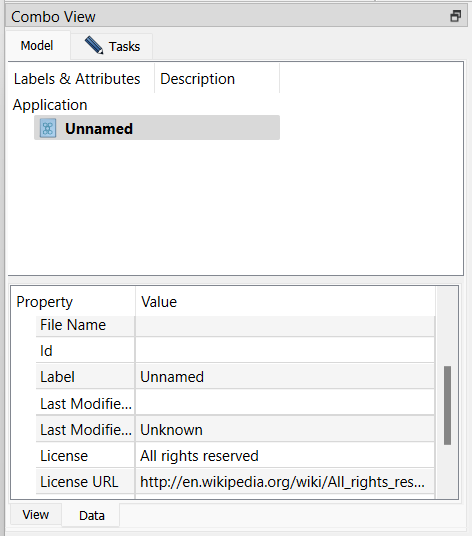 Combo View
Model Tasks
Labels & Attributes Description
Application
Unnamed
Property Value
File Name
Id
Label Unnamed
Last Modifie...
Last Modifie... Unknown
License All rights reserved
License URL http://en.wikipedia.org/wiki/All_rights_res...
View Data